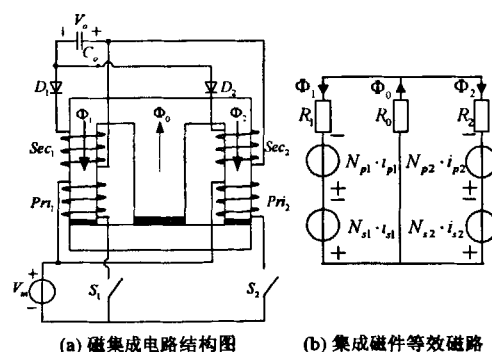 V_o
C_o
D_1
D_2
Φ_1
Φ_0
Φ_2
Sec_1
Sec_2
Pri_1
Pri_2
V_in
S_1
S_2
(a) 磁集成电路结构图
Φ_1
Φ_0
Φ_2
R_1
R_0
R_2
N_p1·i_p1
N_p2·i_p2
N_s1·i_s1
N_s2·i_s2
(b) 集成磁件等效磁路